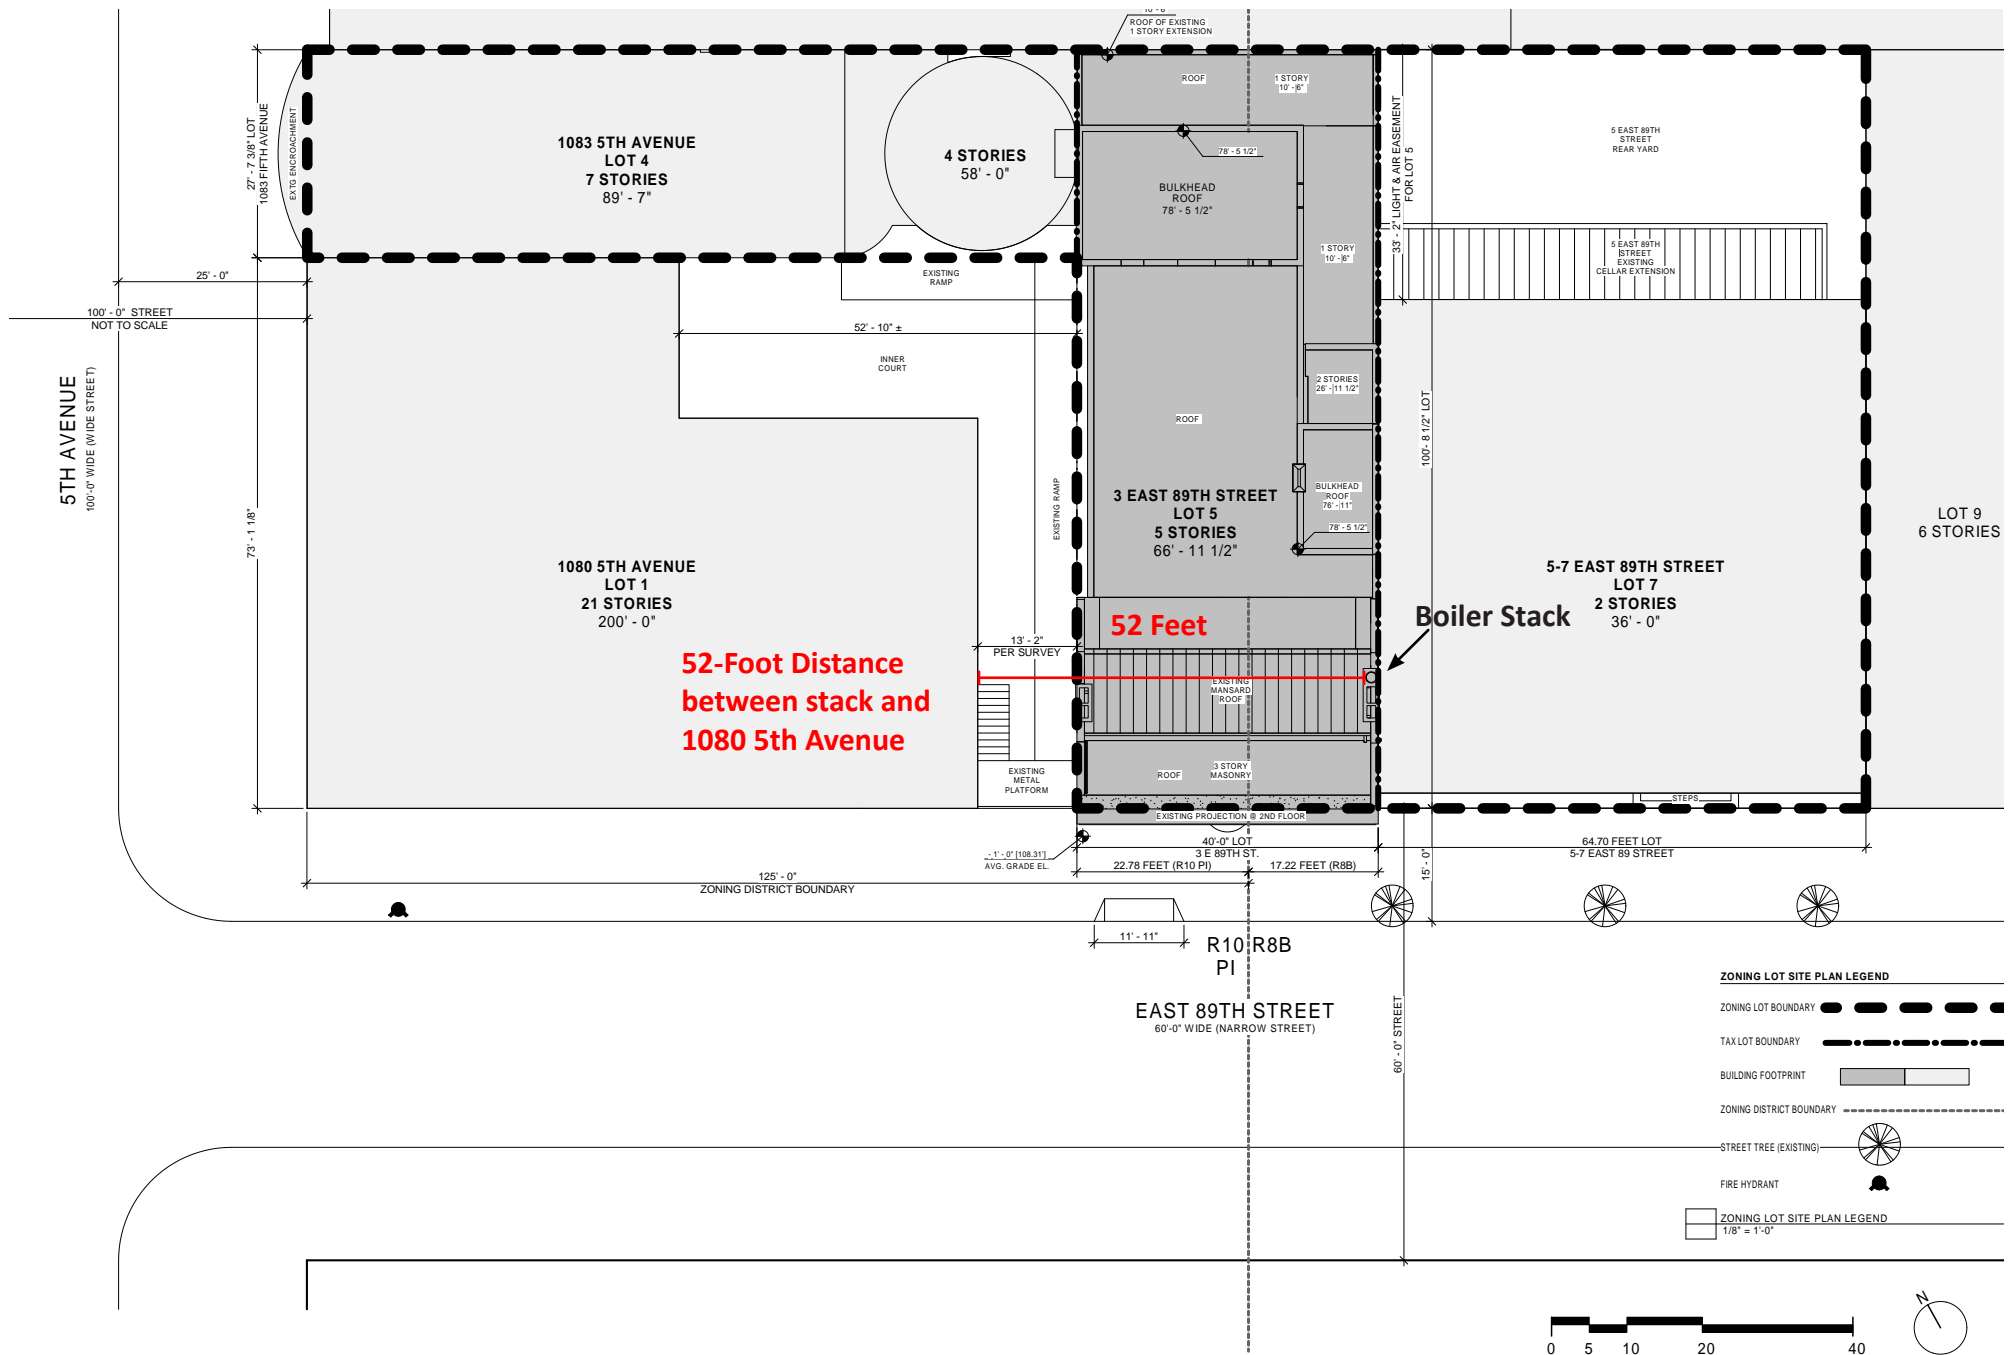 10'-6"
ROOF OF EXISTING
1 STORY EXTENSION
ROOF
1 STORY
10' - 6"
27' - 7 3/8" LOT
1083 FIFTH AVENUE
EXTG ENCROACHMENT
1083 5TH AVENUE
LOT 4
7 STORIES
89' - 7"
4 STORIES
58' - 0"
78' - 5 1/2"
BULKHEAD
ROOF
78' - 5 1/2"
33' - 2" LIGHT & AIR EASEMENT
FOR LOT 5
5 EAST 89TH
STREET
REAR YARD
1 STORY
10' - 6"
5 EAST 89TH
STREET
EXISTING
CELLAR EXTENSION
25' - 0"
EXISTING
RAMP
100' - 0" STREET
NOT TO SCALE
52' - 10" ±
INNER
COURT
5TH AVENUE
100'-0" WIDE (WIDE STREET)
2 STORIES
26' - 11 1/2"
ROOF
100'- 8 1/2" LOT
73' - 1 1/8"
EXISTING RAMP
BULKHEAD
ROOF
76' - 11"
78' - 5 1/2"
3 EAST 89TH STREET
LOT 5
5 STORIES
66' - 11 1/2"
LOT 9
6 STORIES
1080 5TH AVENUE
LOT 1
21 STORIES
200' - 0"
5-7 EAST 89TH STREET
LOT 7
2 STORIES
36' - 0"
52 Feet
Boiler Stack
13' - 2"
PER SURVEY
52-Foot Distance
between stack and
1080 5th Avenue
EXISTING
MANSARD
ROOF
EXISTING
METAL
PLATFORM
ROOF
3 STORY
MASONRY
STEPS
EXISTING PROJECTION @ 2ND FLOOR
- 1' - 0" [108.31']
AVG. GRADE EL.
40'-0" LOT
3 E 89TH ST.
64.70 FEET LOT
5-7 EAST 89 STREET
22.78 FEET (R10 PI)
17.22 FEET (R8B)
15' - 0"
125' - 0"
ZONING DISTRICT BOUNDARY
11' - 11"
R10 R8B
PI
EAST 89TH STREET
60'-0" WIDE (NARROW STREET)
60' - 0" STREET
ZONING LOT SITE PLAN LEGEND
ZONING LOT BOUNDARY
TAX LOT BOUNDARY
BUILDING FOOTPRINT
ZONING DISTRICT BOUNDARY
STREET TREE (EXISTING)
FIRE HYDRANT
ZONING LOT SITE PLAN LEGEND
1/8" = 1'-0"
N
0 5 10 20 40